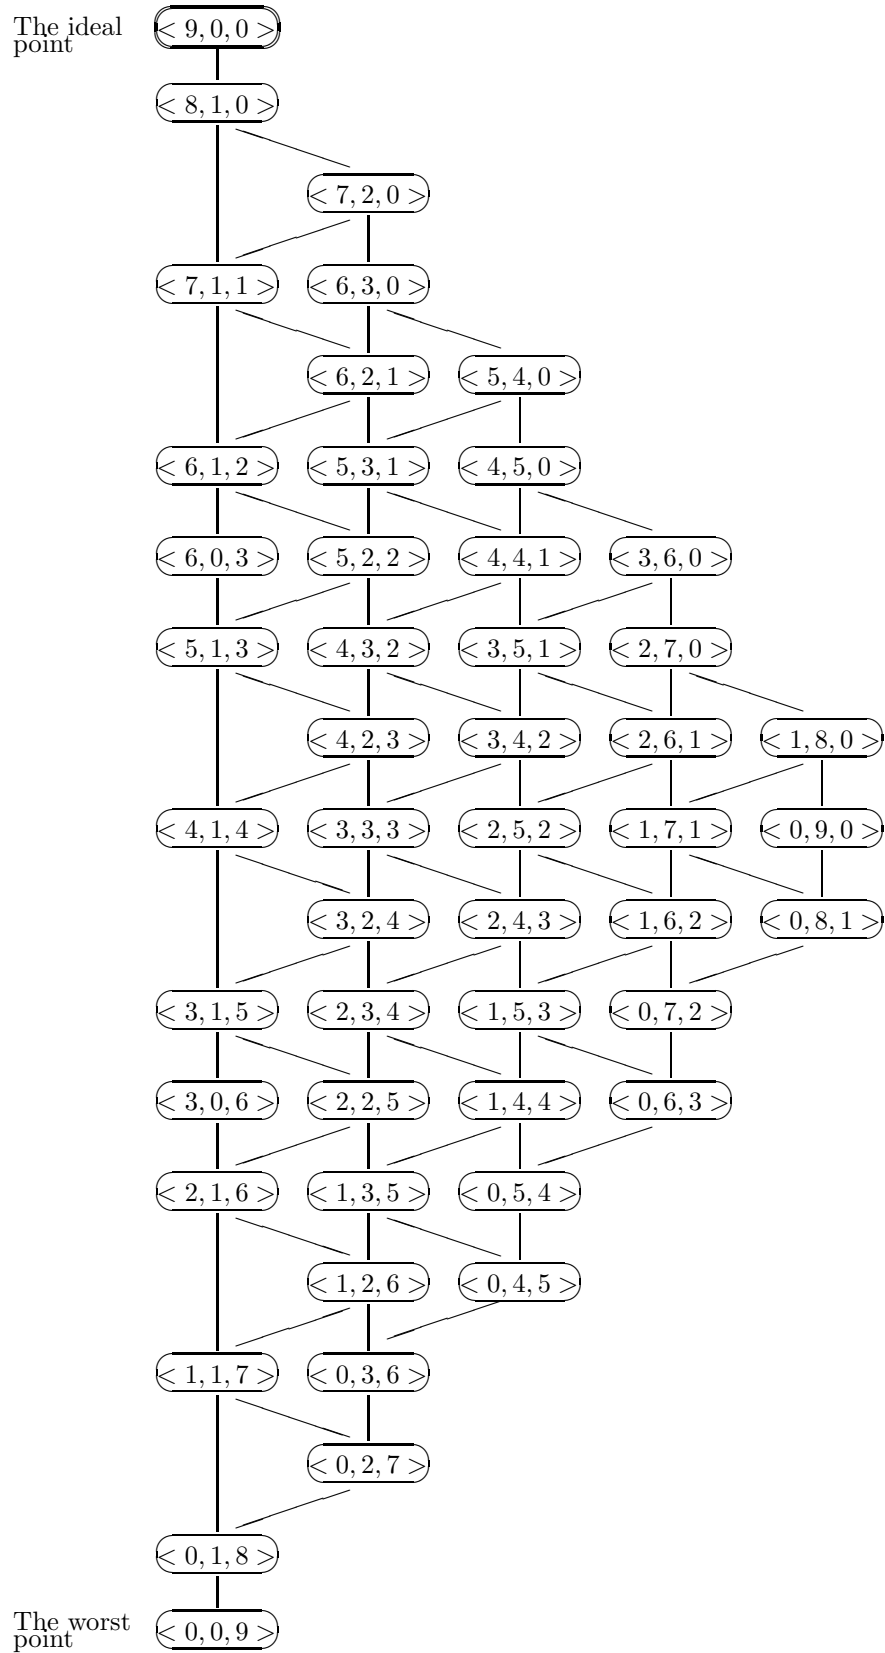 The ideal
point
< 9, 0, 0 >
< 8, 1, 0 >
< 7, 2, 0 >
< 7, 1, 1 > < 6, 3, 0 >
< 6, 2, 1 > < 5, 4, 0 >
< 6, 1, 2 > < 5, 3, 1 > < 4, 5, 0 >
< 6, 0, 3 > < 5, 2, 2 > < 4, 4, 1 > < 3, 6, 0 >
< 5, 1, 3 > < 4, 3, 2 > < 3, 5, 1 > < 2, 7, 0 >
< 4, 2, 3 > < 3, 4, 2 > < 2, 6, 1 > < 1, 8, 0 >
< 4, 1, 4 > < 3, 3, 3 > < 2, 5, 2 > < 1, 7, 1 > < 0, 9, 0 >
< 3, 2, 4 > < 2, 4, 3 > < 1, 6, 2 > < 0, 8, 1 >
< 3, 1, 5 > < 2, 3, 4 > < 1, 5, 3 > < 0, 7, 2 >
< 3, 0, 6 > < 2, 2, 5 > < 1, 4, 4 > < 0, 6, 3 >
< 2, 1, 6 > < 1, 3, 5 > < 0, 5, 4 >
< 1, 2, 6 > < 0, 4, 5 >
< 1, 1, 7 > < 0, 3, 6 >
< 0, 2, 7 >
< 0, 1, 8 >
The worst
point
< 0, 0, 9 >